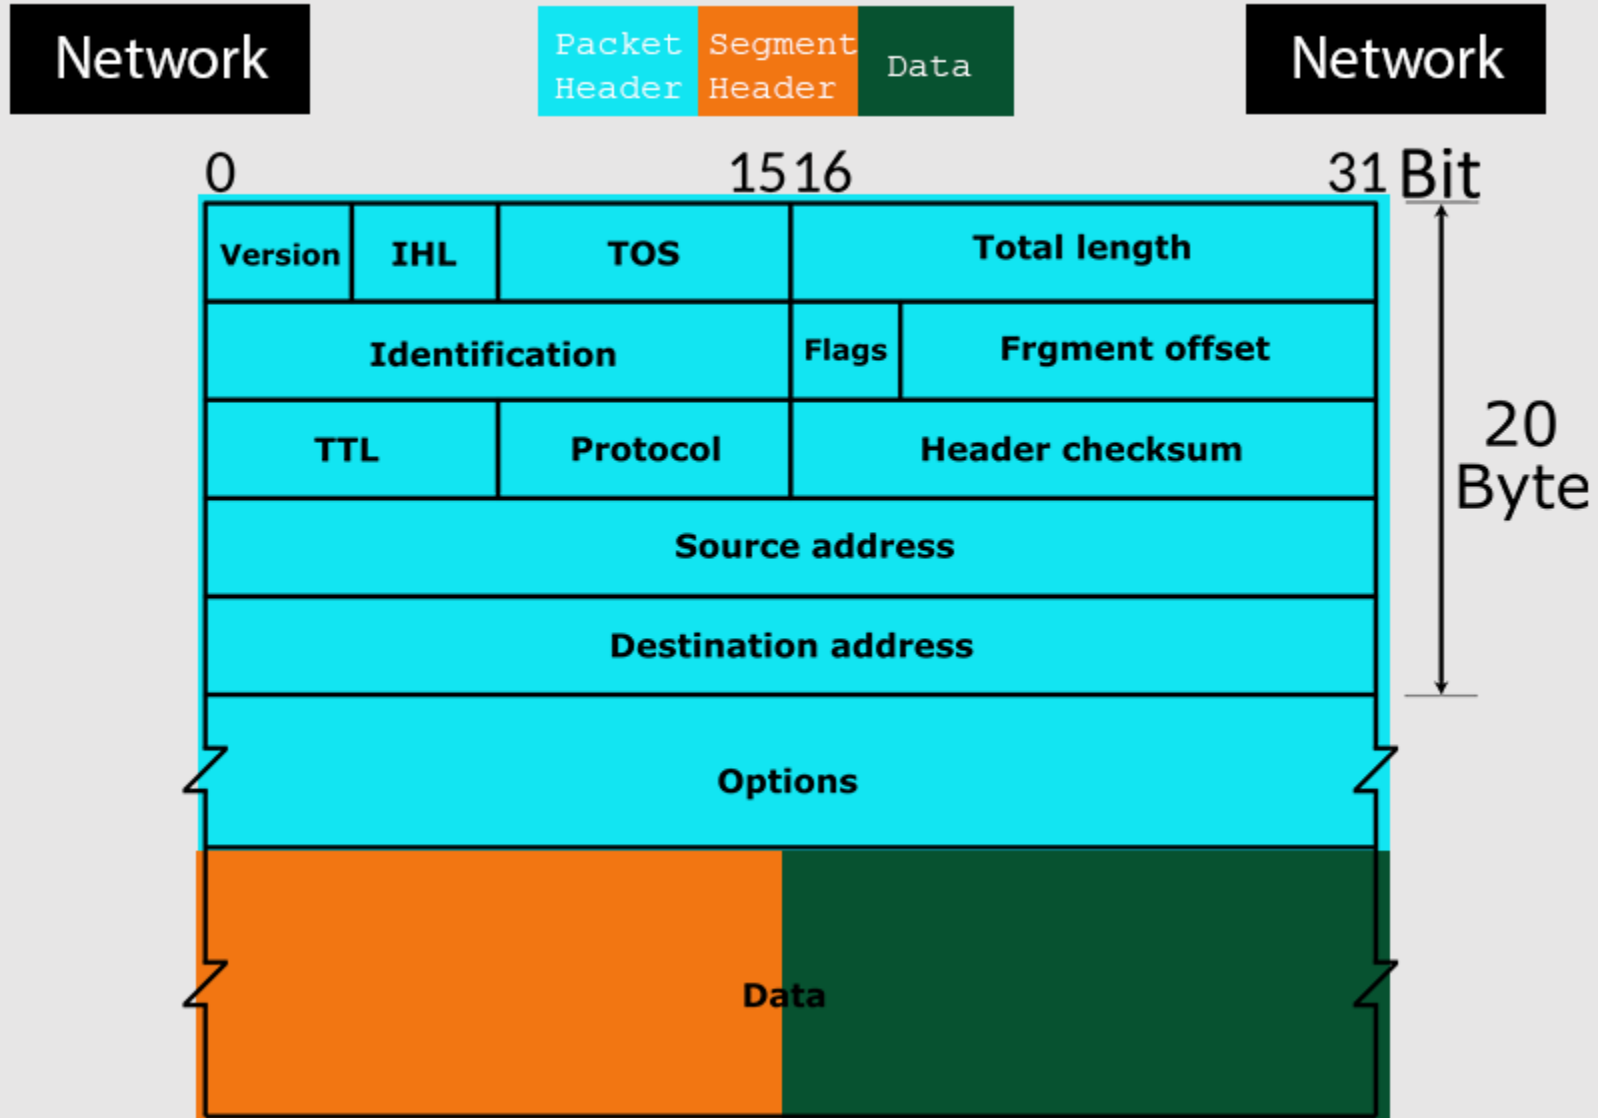 Network
Packet Segment
Header Header
Data
Network
0 15 16 31 Bit
Version IHL TOS Total length
Identification Flags Frgment offset
TTL Protocol Header checksum
20
Byte
Source address
Destination address
Options
Data